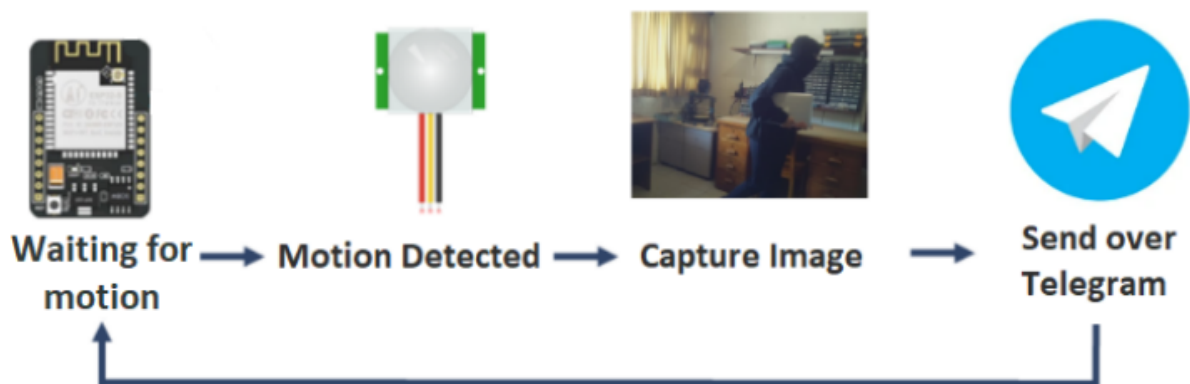 Waiting for
motion
Motion Detected
Capture Image
Send over
Telegram